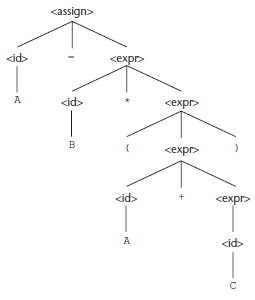 <assign>
<id> = <expr>
A <id> * <expr>
B ( <expr> )
<id> + <expr>
A <id>
C